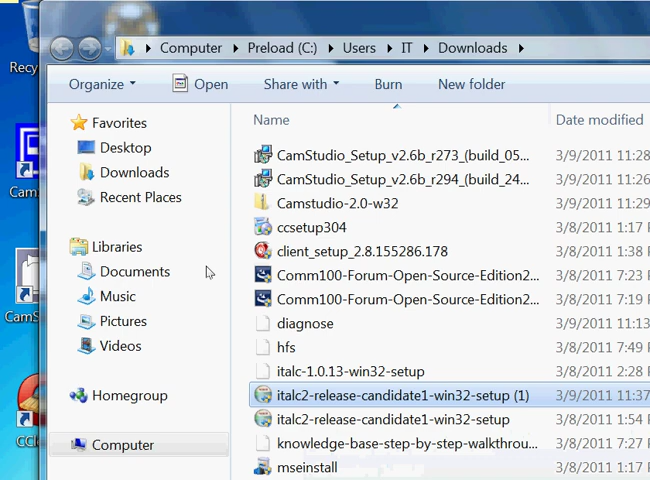 Computer ▸ Preload (C:) ▸ Users ▸ IT ▸ Downloads ▸
Organize Open Share with Burn New folder
Name Date modified
Favorites
Desktop
Downloads
Recent Places
Libraries
Documents
Music
Pictures
Videos
Homegroup
Computer
CamStudio_Setup_v2.6b_r273_(build_05... 3/9/2011 11:28
CamStudio_Setup_v2.6b_r294_(build_24... 3/9/2011 11:26
Camstudio-2.0-w32 3/9/2011 11:29
ccsetup304 3/8/2011 1:17 P
client_setup_2.8.155286.178 3/8/2011 1:38 P
Comm100-Forum-Open-Source-Edition2... 3/8/2011 7:23 P
Comm100-Forum-Open-Source-Edition2... 3/8/2011 7:19 P
diagnose 3/9/2011 11:13
hfs 3/8/2011 7:49 P
italc-1.0.13-win32-setup 3/8/2011 2:28 P
italc2-release-candidate1-win32-setup (1) 3/9/2011 11:37
italc2-release-candidate1-win32-setup 3/8/2011 1:54 P
knowledge-base-step-by-step-walkthrou... 3/8/2011 7:27 P
mseinstall 3/8/2011 1:17 P
Recy
Cam
CamS
CCl